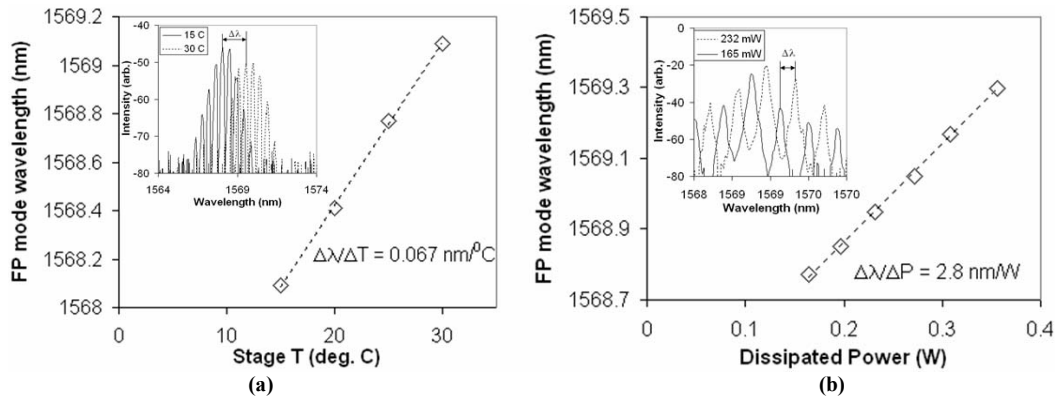 1569.2
1569
1568.8
1568.6
1568.4
1568.2
1568
FP mode wavelength (nm)
0
10
20
30
Stage T (deg. C)
Δλ/ΔT = 0.067 nm/⁰C
-40
-50
-60
-70
-80
Intensity (arb.)
15 C
30 C
Δλ
1564
1569
1574
Wavelength (nm)
(a)
1569.5
1569.3
1569.1
1568.9
1568.7
FP mode wavelength (nm)
0
0.1
0.2
0.3
0.4
Dissipated Power (W)
Δλ/ΔP = 2.8 nm/W
0
-20
-40
-60
-80
Intensity (arb.)
232 mW
165 mW
Δλ
1568
1569
1569
1570
1570
Wavelength (nm)
(b)